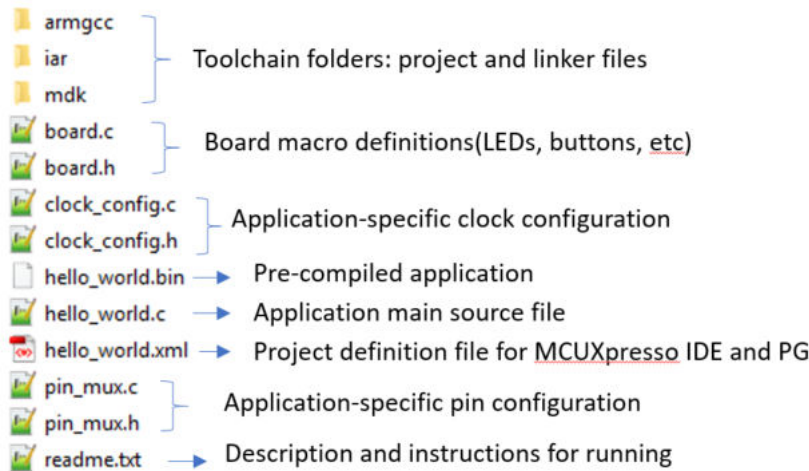 armgcc
iar
mdk
Toolchain folders: project and linker files
board.c
board.h
Board macro definitions(LEDs, buttons, etc)
clock_config.c
clock_config.h
Application-specific clock configuration
hello_world.bin
Pre-compiled application
hello_world.c
Application main source file
hello_world.xml
Project definition file for MCUXpresso IDE and PG
pin_mux.c
pin_mux.h
Application-specific pin configuration
readme.txt
Description and instructions for running